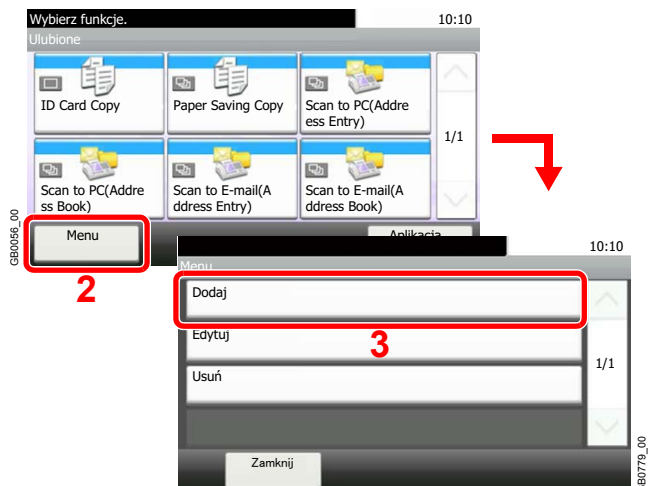 Wybierz funkcje.
10:10
Ulubione
ID Card Copy
Paper Saving Copy
Scan to PC(Addre
ess Entry)
1/1
Scan to PC(Addre
ss Book)
Scan to E-mail(A
ddress Entry)
Scan to E-mail(A
ddress Book)
GB0056_00
Menu
Aplikacja
2
10:10
Menu
Dodaj
Edytuj
3
1/1
Usuń
Zamknij
GB0779_00